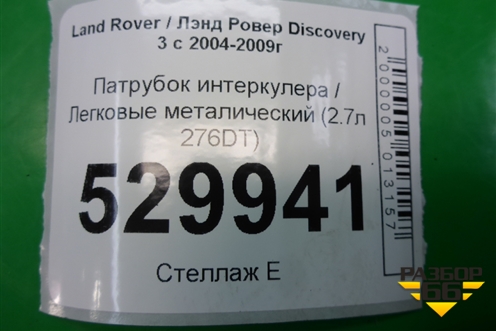 Land Rover / Лэнд Ровер Discovery
3 с 2004-2009г
Патрубок интеркулера /
Легковые металический (2.7л
276DT)
529941
Стеллаж Е
2000005013157
РАЗБОР
66